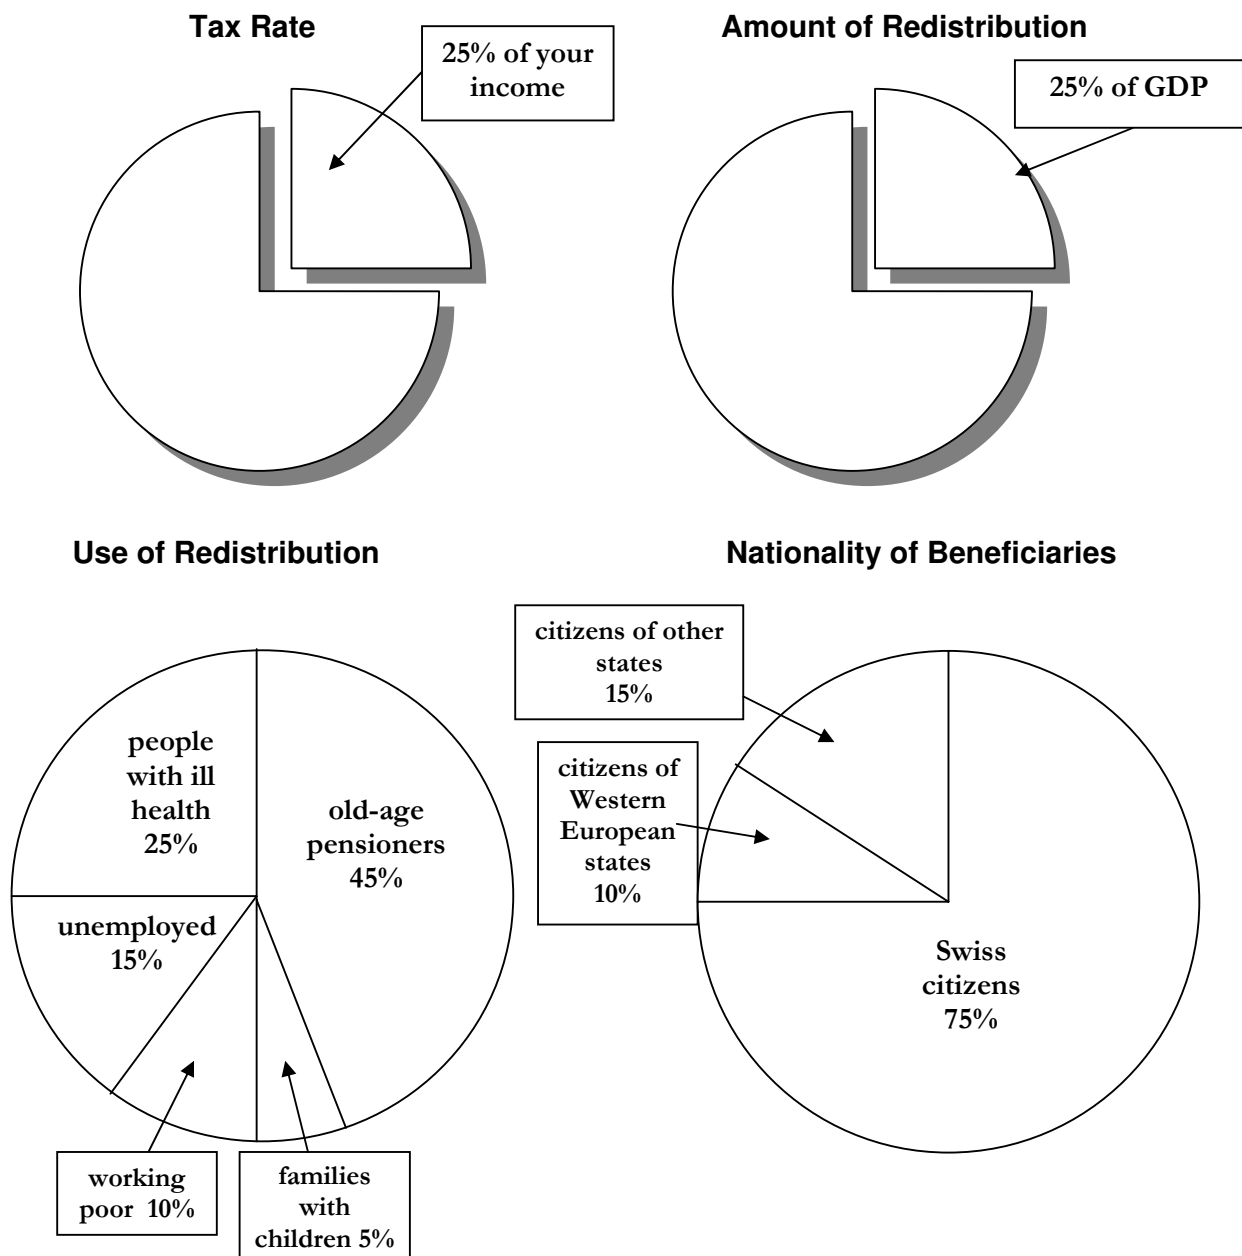 Tax Rate
25% of your
income
Amount of Redistribution
25% of GDP
Use of Redistribution
people
with ill
health
25%
old-age
pensioners
45%
unemployed
15%
working
poor 10%
families
with
children 5%
Nationality of Beneficiaries
citizens of other
states
15%
citizens of
Western
European
states
10%
Swiss
citizens
75%